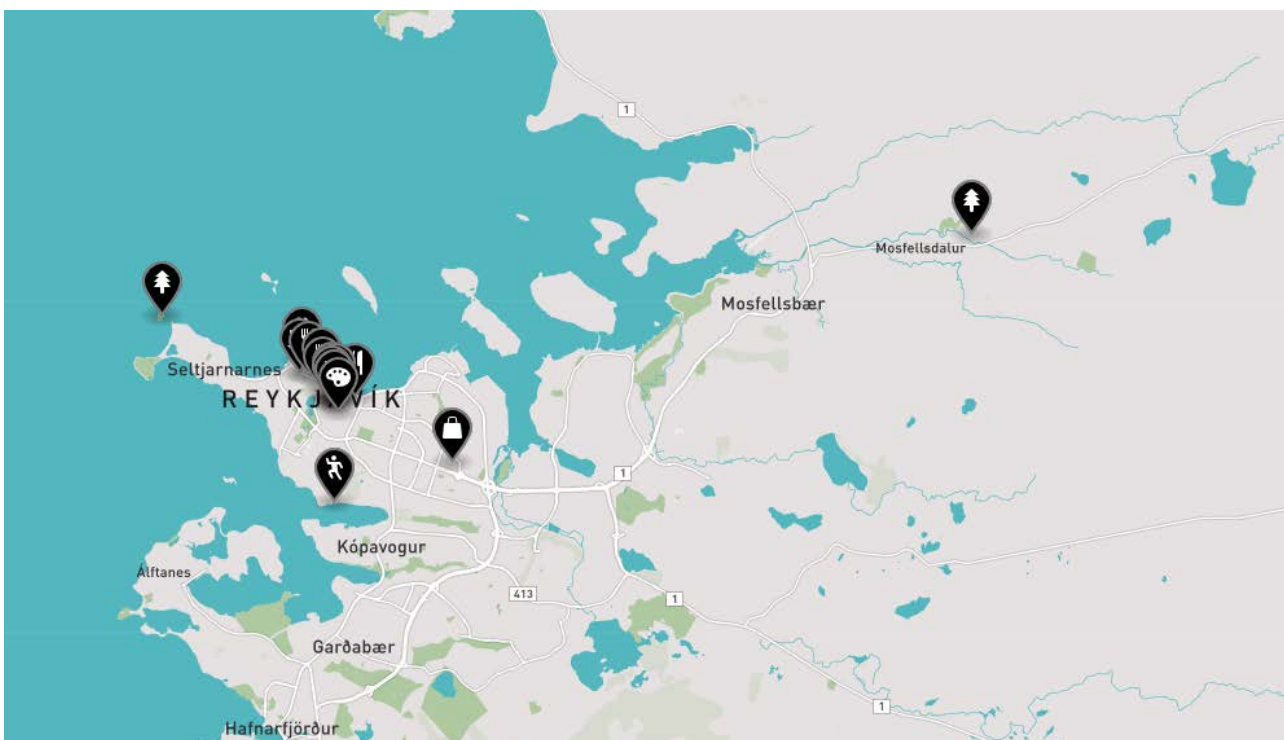 1
Mosfellsdalur
Mosfellsbær
Seltjarnarnes
REYKJAVÍK
1
Kópavogur
Álftanes
413
1
Garðabær
1
Hafnarfjörður